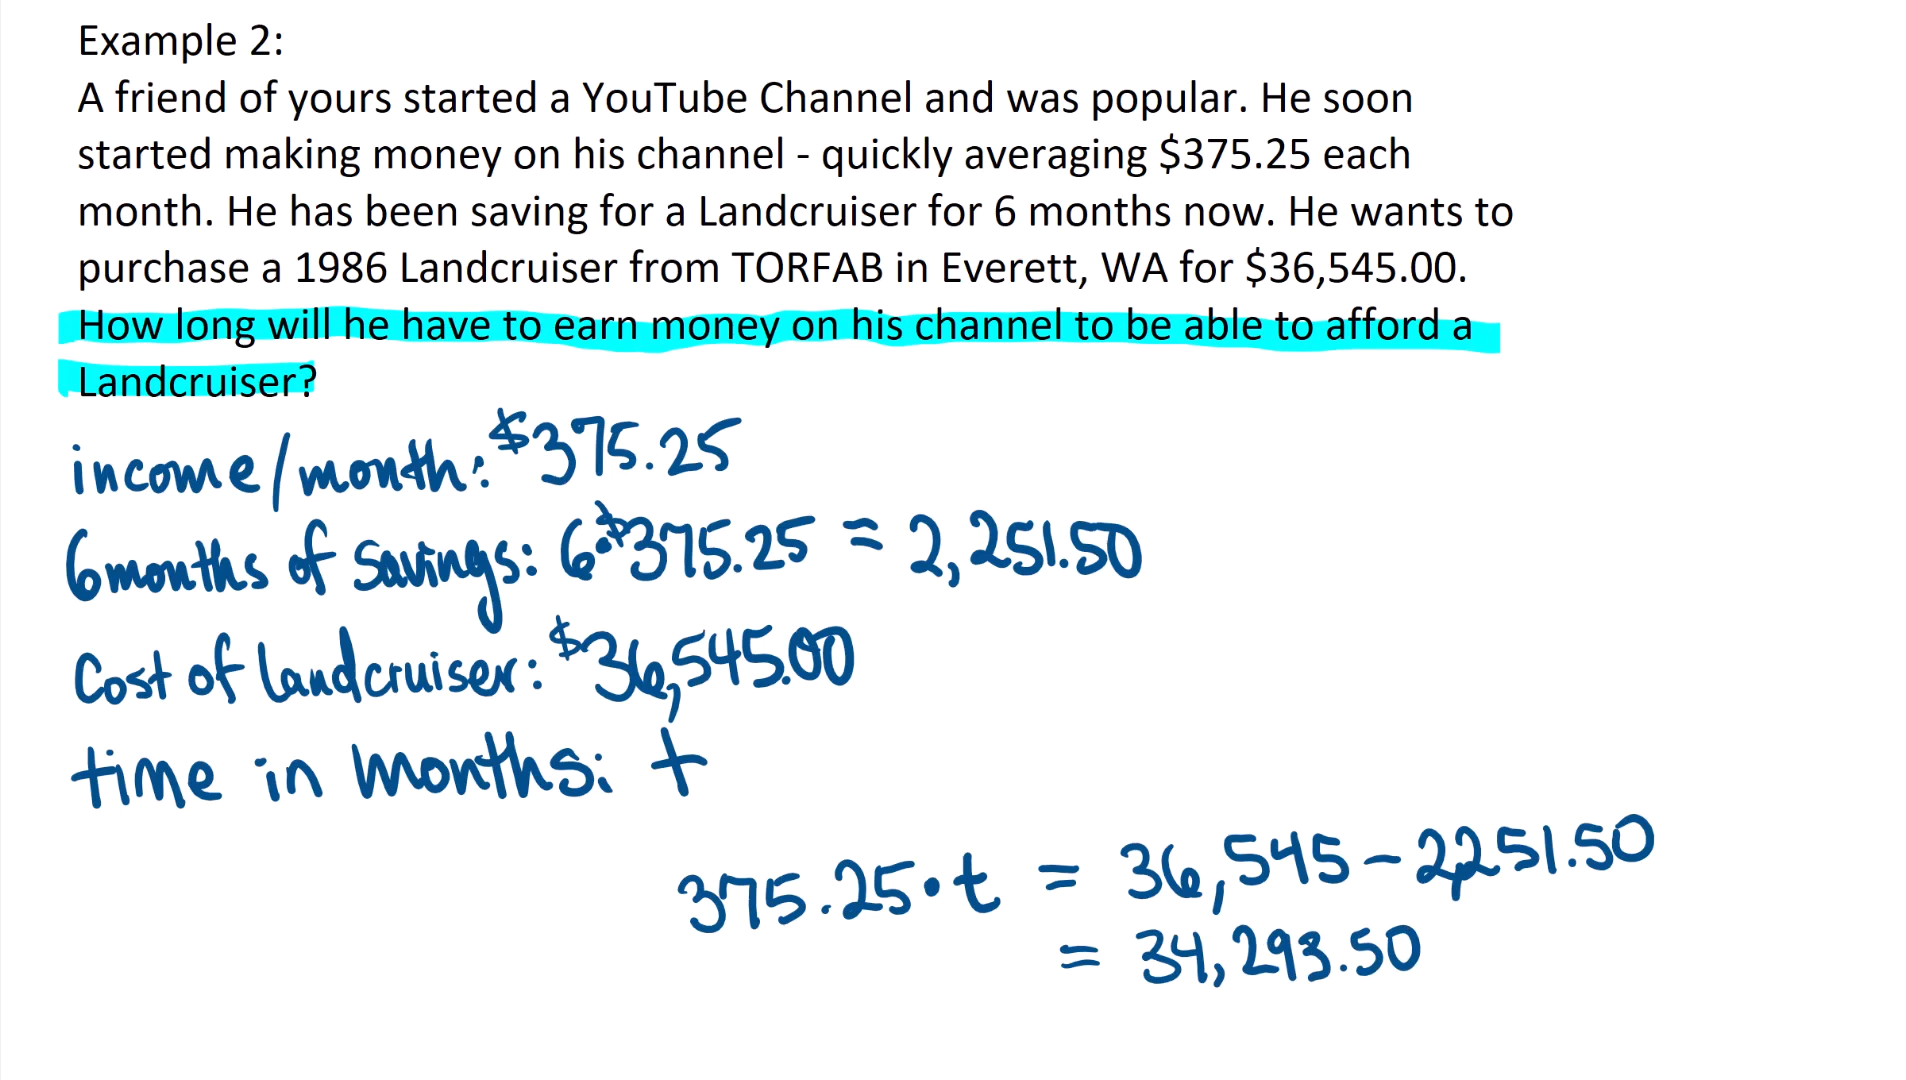 Example 2:
A friend of yours started a YouTube Channel and was popular. He soon
started making money on his channel - quickly averaging $375.25 each
month. He has been saving for a Landcruiser for 6 months now. He wants to
purchase a 1986 Landcruiser from TORFAB in Everett, WA for $36,545.00.
How long will he have to earn money on his channel to be able to afford a
Landcruiser?
income/month: $375.25
6 months of savings: 6·$375.25 = 2,251.50
Cost of landcruiser: $36,545.00
time in months: t
375.25·t = 36,545 - 2,251.50
= 34,293.50